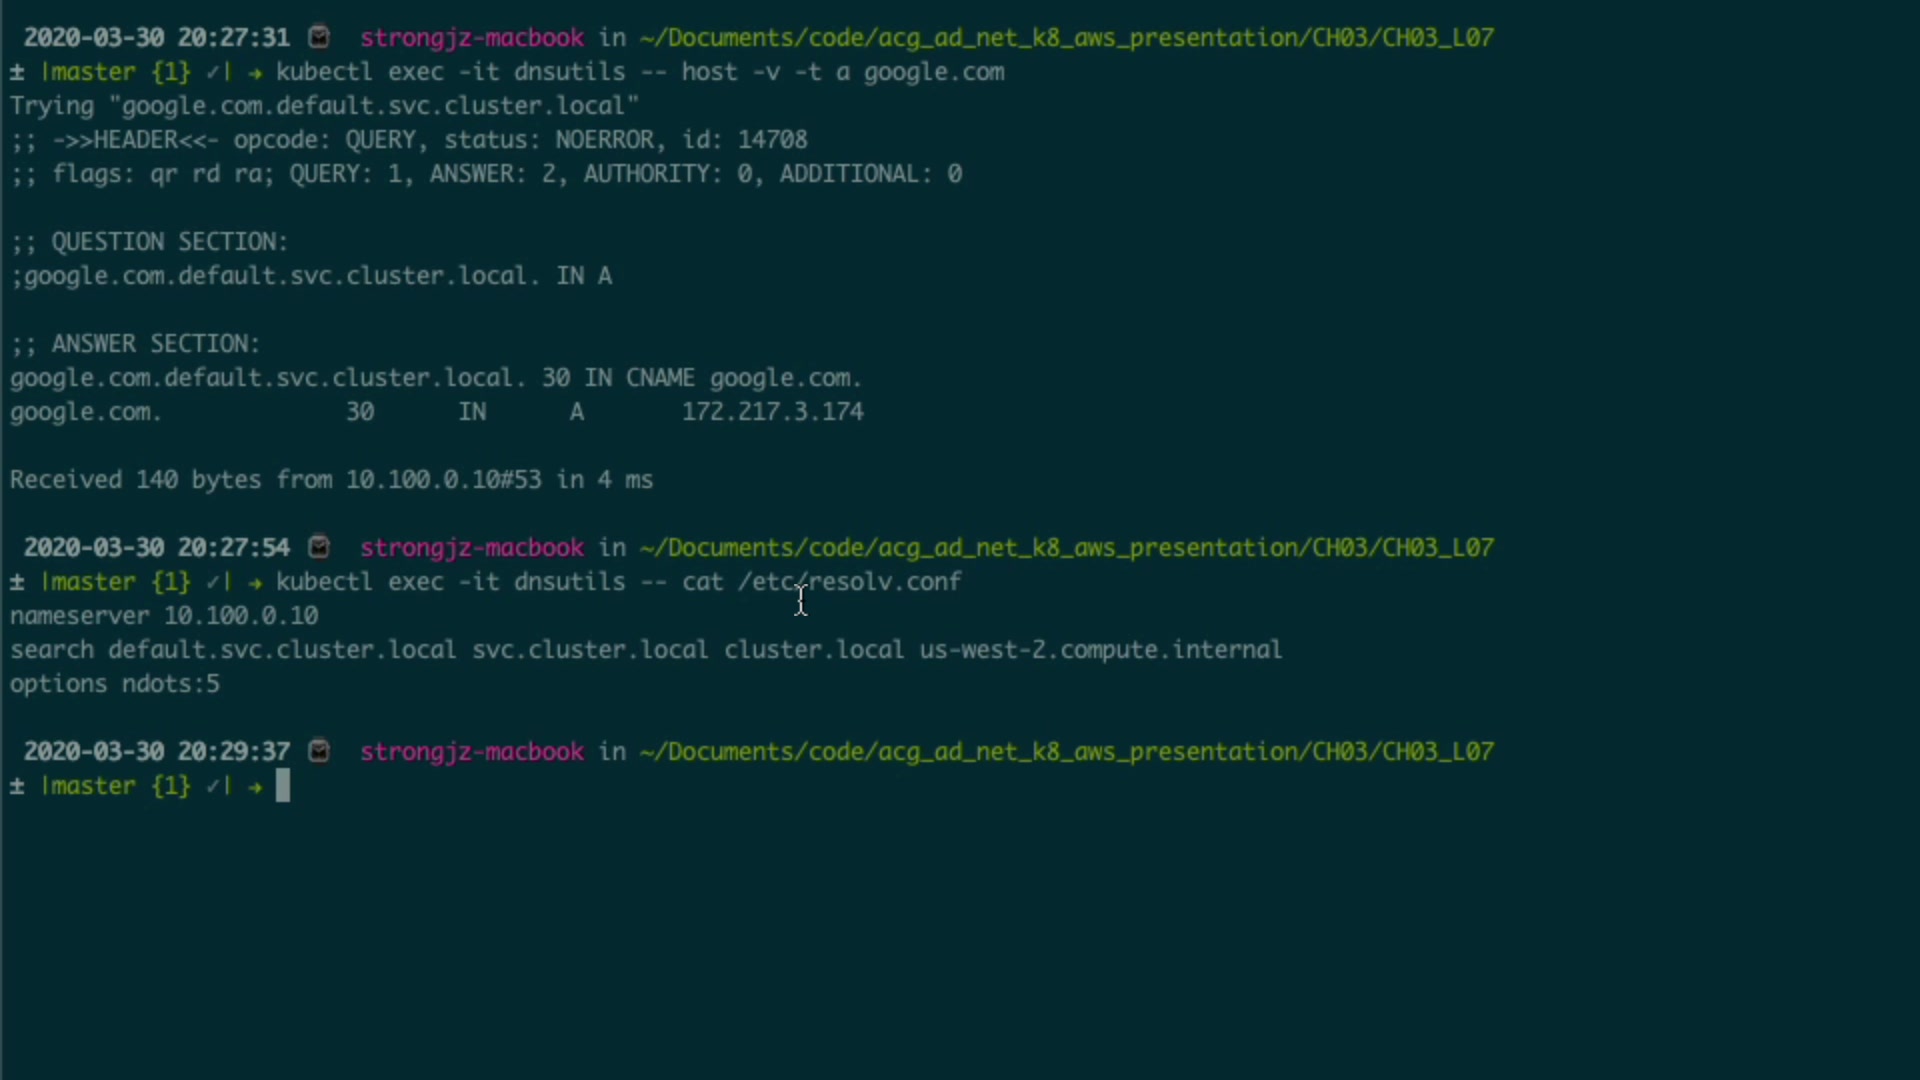 2020-03-30 20:27:31 strongjz-macbook in ~/Documents/code/acg_ad_net_k8_aws_presentation/CH03/CH03_L07
± |master {1} ✓| → kubectl exec -it dnsutils -- host -v -t a google.com
Trying "google.com.default.svc.cluster.local"
;; ->>HEADER<<- opcode: QUERY, status: NOERROR, id: 14708
;; flags: qr rd ra; QUERY: 1, ANSWER: 2, AUTHORITY: 0, ADDITIONAL: 0
;; QUESTION SECTION:
;google.com.default.svc.cluster.local. IN A
;; ANSWER SECTION:
google.com.default.svc.cluster.local. 30 IN CNAME google.com.
google.com. 30 IN A 172.217.3.174
Received 140 bytes from 10.100.0.10#53 in 4 ms
2020-03-30 20:27:54 strongjz-macbook in ~/Documents/code/acg_ad_net_k8_aws_presentation/CH03/CH03_L07
± |master {1} ✓| → kubectl exec -it dnsutils -- cat /etc/resolv.conf
nameserver 10.100.0.10
search default.svc.cluster.local svc.cluster.local cluster.local us-west-2.compute.internal
options ndots:5
2020-03-30 20:29:37 strongjz-macbook in ~/Documents/code/acg_ad_net_k8_aws_presentation/CH03/CH03_L07
± |master {1} ✓| →